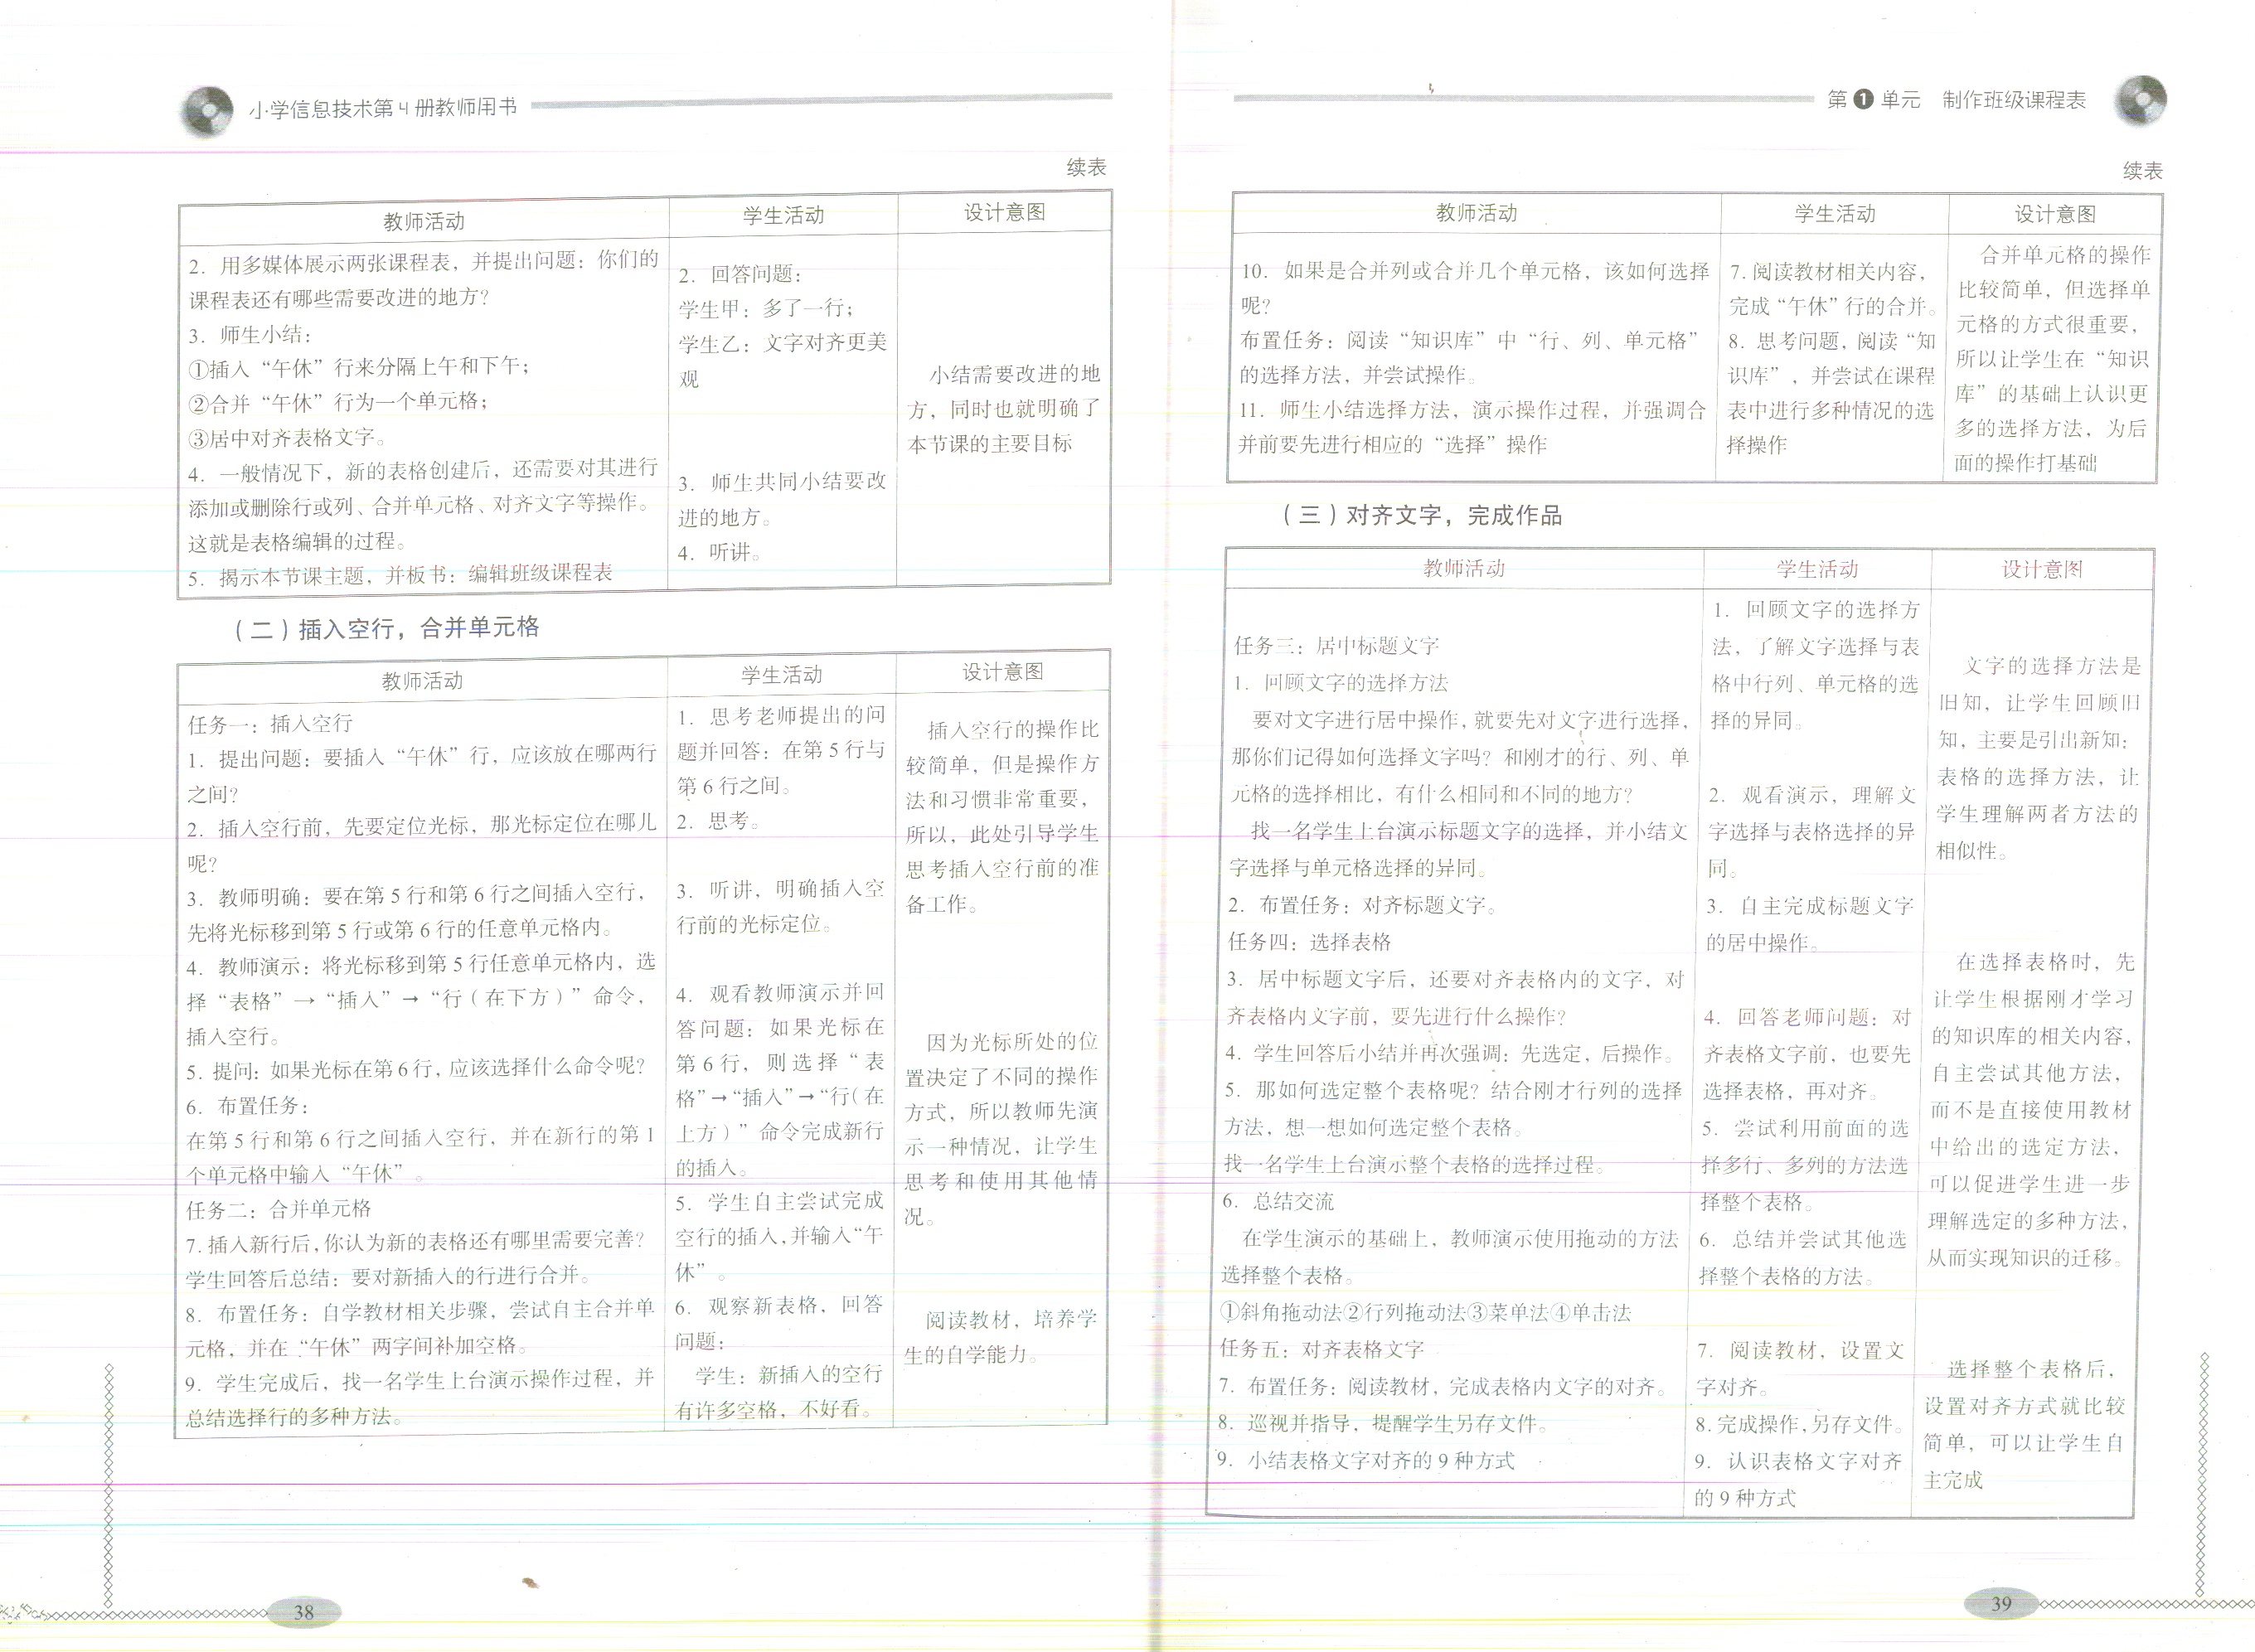 小学信息技术第4册教师用书
续表
教师活动
学生活动
设计意图
2. 用多媒体展示两张课程表，并提出问题：你们的
课程表还有哪些需要改进的地方？
3. 师生小结：
①插入“午休”行来分隔上午和下午；
②合并“午休”行为一个单元格；
③居中对齐表格文字。
4. 一般情况下，新的表格创建后，还需要对其进行
添加或删除行或列、合并单元格、对齐文字等操作。
这就是表格编辑的过程。
5. 揭示本节课主题，并板书：编辑班级课程表
2. 回答问题：
学生甲：多了一行；
学生乙：文字对齐更美
观
3. 师生共同小结要改
进的地方。
4. 听讲。
小结需要改进的地
方，同时也就明确了
本节课的主要目标
（二）插入空行，合并单元格
教师活动
学生活动
设计意图
任务一：插入空行
1. 提出问题：要插入“午休”行，应该放在哪两行
之间？
2. 插入空行前，先要定位光标，那光标定位在哪儿
呢？
3. 教师明确：要在第5行和第6行之间插入空行，
先将光标移到第5行或第6行的任意单元格内。
4. 教师演示：将光标移到第5行任意单元格内，选
择“表格”→“插入”→“行（在下方）”命令，
插入空行。
5. 提问：如果光标在第6行，应该选择什么命令呢？
6. 布置任务：
在第5行和第6行之间插入空行，并在新行的第1
个单元格中输入“午休”。
任务二：合并单元格
7. 插入新行后，你认为新的表格还有哪里需要完善？
学生回答后总结：要对新插入的行进行合并。
8. 布置任务：自学教材相关步骤，尝试自主合并单
元格，并在“午休”两字间补加空格。
9. 学生完成后，找一名学生上台演示操作过程，并
总结选择行的多种方法。
1. 思考老师提出的问
题并回答：在第5行与
第6行之间。
2. 思考。
3. 听讲，明确插入空
行前的光标定位。
4. 观看教师演示并回
答问题：如果光标在
第6行，则选择“表
格”→“插入”→“行（在
上方）”命令完成新行
的插入。
5. 学生自主尝试完成
空行的插入，并输入“午
休”。
6. 观察新表格，回答
问题：
学生：新插入的空行
有许多空格，不好看。
插入空行的操作比
较简单，但是操作方
法和习惯非常重要，
所以，此处引导学生
思考插入空行前的准
备工作。
因为光标所处的位
置决定了不同的操作
方式，所以教师先演
示一种情况，让学生
思考和使用其他情
况。
阅读教材，培养学
生的自学能力。
38
第1单元 制作班级课程表
续表
教师活动
学生活动
设计意图
10. 如果是合并列或合并几个单元格，该如何选择
呢？
布置任务：阅读“知识库”中“行、列、单元格”
的选择方法，并尝试操作。
11. 师生小结选择方法，演示操作过程，并强调合
并前要先进行相应的“选择”操作
7. 阅读教材相关内容，
完成“午休”行的合并。
8. 思考问题，阅读“知
识库”，并尝试在课程
表中进行多种情况的选
择操作
合并单元格的操作
比较简单，但选择单
元格的方式很重要，
所以让学生在“知识
库”的基础上认识更
多的选择方法，为后
面的操作打基础
（三）对齐文字，完成作品
教师活动
学生活动
设计意图
任务三：居中标题文字
1. 回顾文字的选择方法
要对文字进行居中操作，就要先对文字进行选择，
那你们记得如何选择文字吗？和刚才的行、列、单
元格的选择相比，有什么相同和不同的地方？
找一名学生上台演示标题文字的选择，并小结文
字选择与单元格选择的异同。
2. 布置任务：对齐标题文字。
任务四：选择表格
3. 居中标题文字后，还要对齐表格内的文字，对
齐表格内文字前，要先进行什么操作？
4. 学生回答后小结并再次强调：先选定，后操作。
5. 那如何选定整个表格呢？结合刚才行列的选择
方法，想一想如何选定整个表格。
找一名学生上台演示整个表格的选择过程。
6. 总结交流
在学生演示的基础上，教师演示使用拖动的方法
选择整个表格。
①斜角拖动法②行列拖动法③菜单法④单击法
任务五：对齐表格文字
7. 布置任务：阅读教材，完成表格内文字的对齐。
8. 巡视并指导，提醒学生另存文件。
9. 小结表格文字对齐的9种方式
1. 回顾文字的选择方
法，了解文字选择与表
格中行列、单元格的选
择的异同。
2. 观看演示，理解文
字选择与表格选择的异
同。
3. 自主完成标题文字
的居中操作。
4. 回答老师问题：对
齐表格文字前，也要先
选择表格，再对齐。
5. 尝试利用前面的选
择多行、多列的方法选
择整个表格。
6. 总结并尝试其他选
择整个表格的方法。
7. 阅读教材，设置文
字对齐。
8. 完成操作，另存文件。
9. 认识表格文字对齐
的9种方式
文字的选择方法是
旧知，让学生回顾旧
知，主要是引出新知：
表格的选择方法，让
学生理解两者方法的
相似性。
在选择表格时，先
让学生根据刚才学习
的知识库的相关内容，
自主尝试其他方法，
而不是直接使用教材
中给出的选定方法，
可以促进学生进一步
理解选定的多种方法，
从而实现知识的迁移。
选择整个表格后，
设置对齐方式就比较
简单，可以让学生自
主完成
39